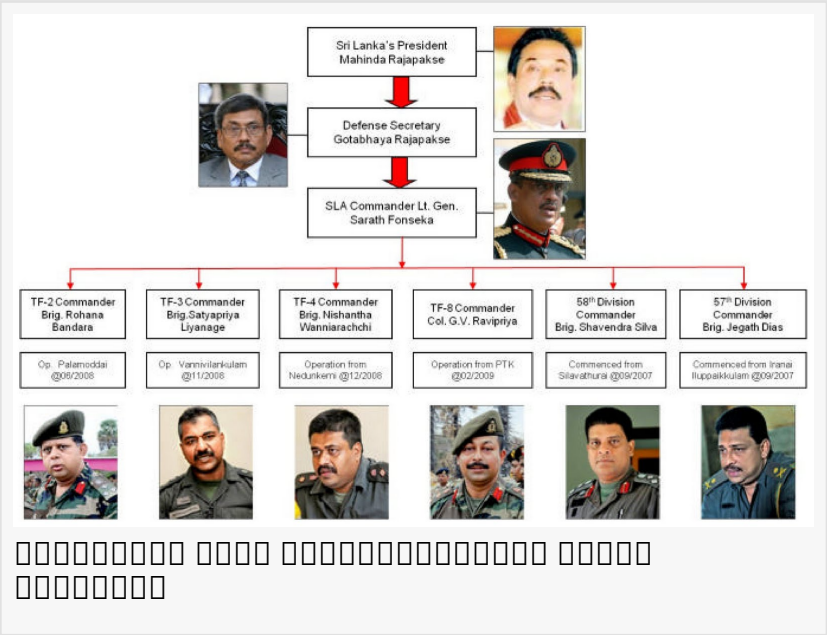 Sri Lanka's President
Mahinda Rajapakse
Defense Secretary
Gotabhaya Rajapakse
SLA Commander Lt. Gen.
Sarath Fonseka
TF-2 Commander
Brig. Rohana
Bandara
TF-3 Commander
Brig.Satyapriya
Liyanage
TF-4 Commander
Brig. Nishantha
Wanniarachchi
TF-8 Commander
Col. G.V. Ravipriya
58th Division
Commander
Brig. Shavendra Silva
57th Division
Commander
Brig. Jegath Dias
Op. Palamoddai
@06/2008
Op. Vannivilankulam
@11/2008
Operation from
Nedunkerni @12/2008
Operation from PTK
@02/2009
Commenced from
Silavathurai @09/2007
Commenced from Iranai
Iluppaikkulam @09/2007